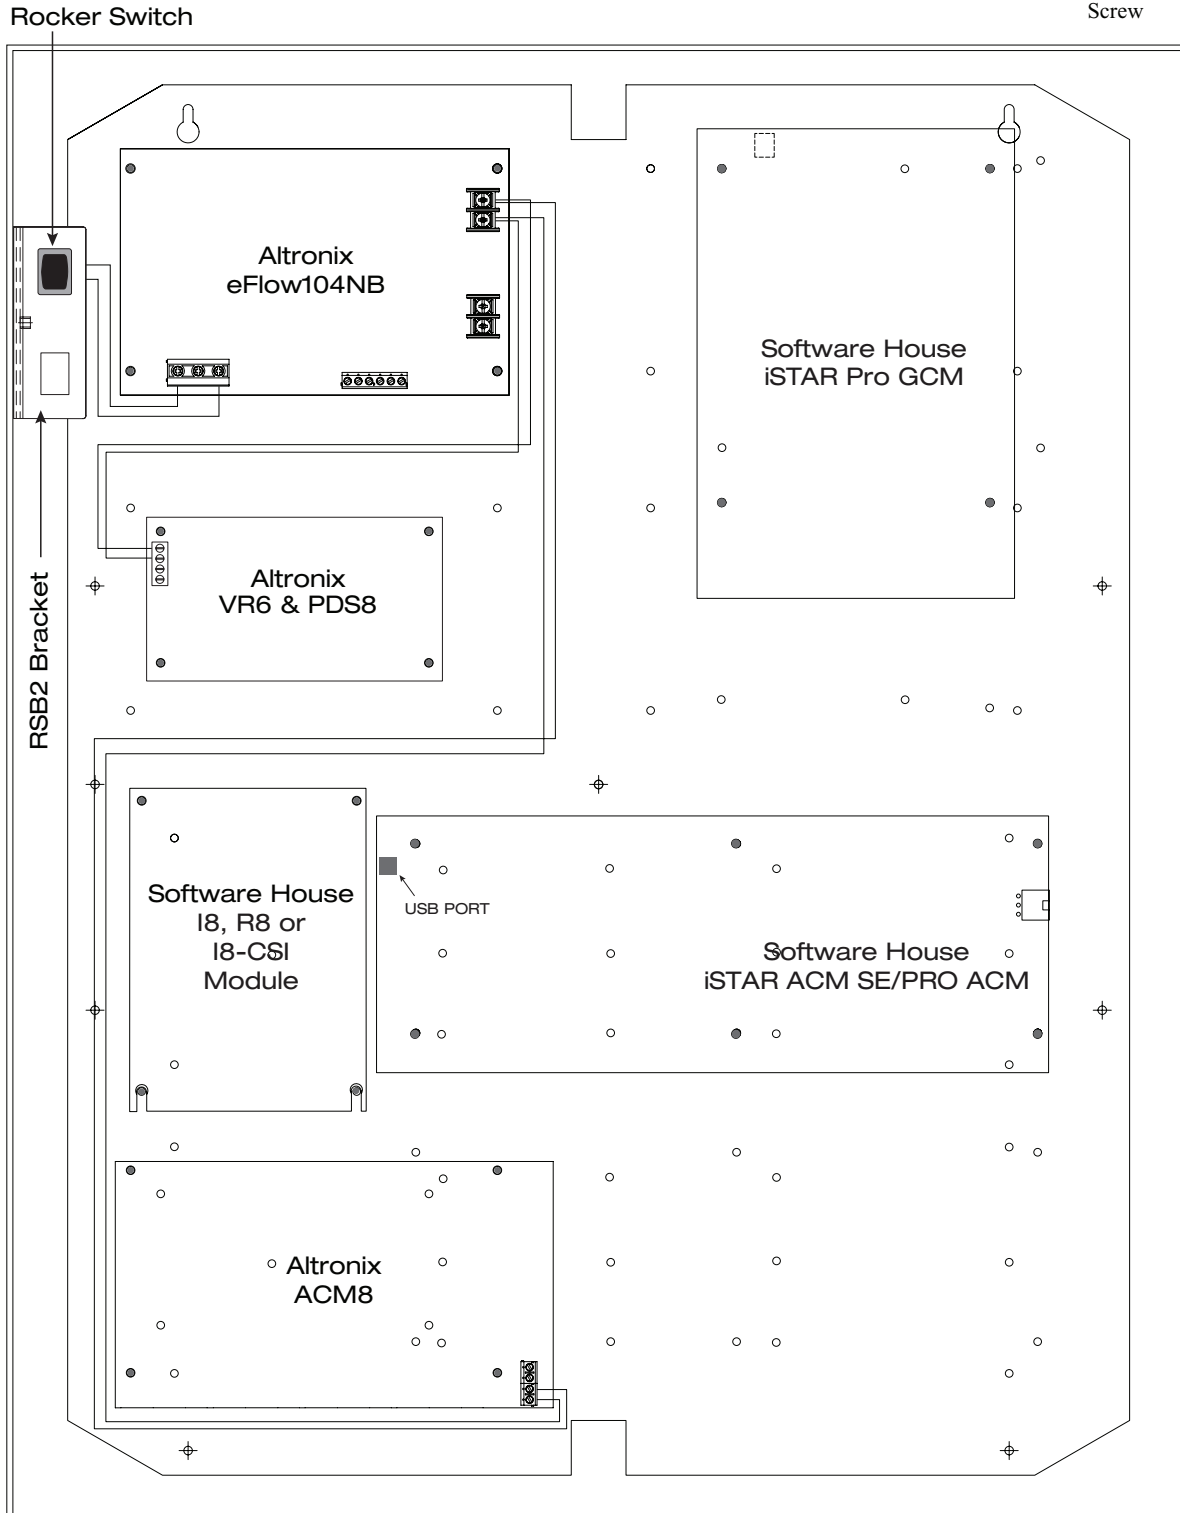 Rocker Switch
Screw
Altronix
eFlow104NB
Software House
iSTAR Pro GCM
RSB2 Bracket
Altronix
VR6 & PDS8
Software House
I8, R8 or
I8-CSI
Module
USB PORT
Software House
iSTAR ACM SE/PRO ACM
Altronix
ACM8